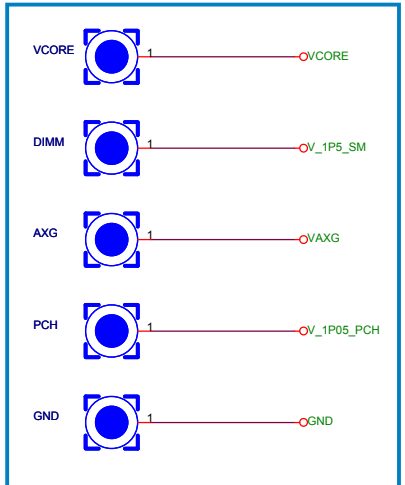 VCORE 1 VCORE
DIMM 1 V_1P5_SM
AXG 1 VAXG
PCH 1 V_1P05_PCH
GND 1 GND